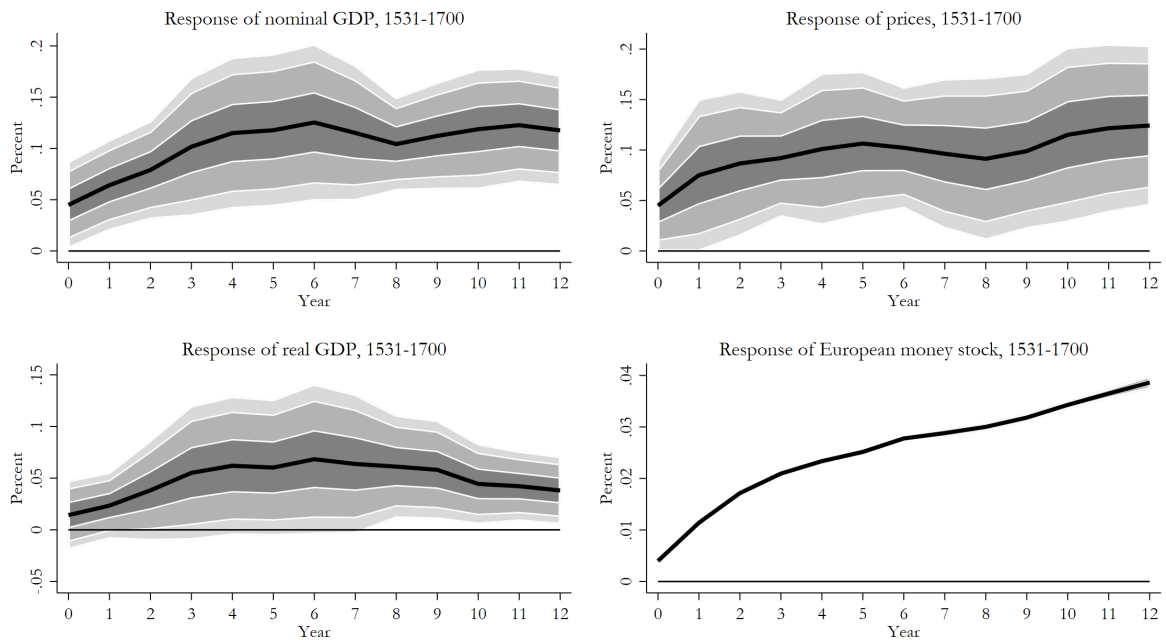 Response of nominal GDP, 1531-1700
Percent
0 .05 .1 .15 .2
0 1 2 3 4 5 6 7 8 9 10 11 12
Year
Response of prices, 1531-1700
Percent
0 .05 .1 .15 .2
0 1 2 3 4 5 6 7 8 9 10 11 12
Year
Response of real GDP, 1531-1700
Percent
-.05 0 .05 .1 .15
0 1 2 3 4 5 6 7 8 9 10 11 12
Year
Response of European money stock, 1531-1700
Percent
0 .01 .02 .03 .04
0 1 2 3 4 5 6 7 8 9 10 11 12
Year